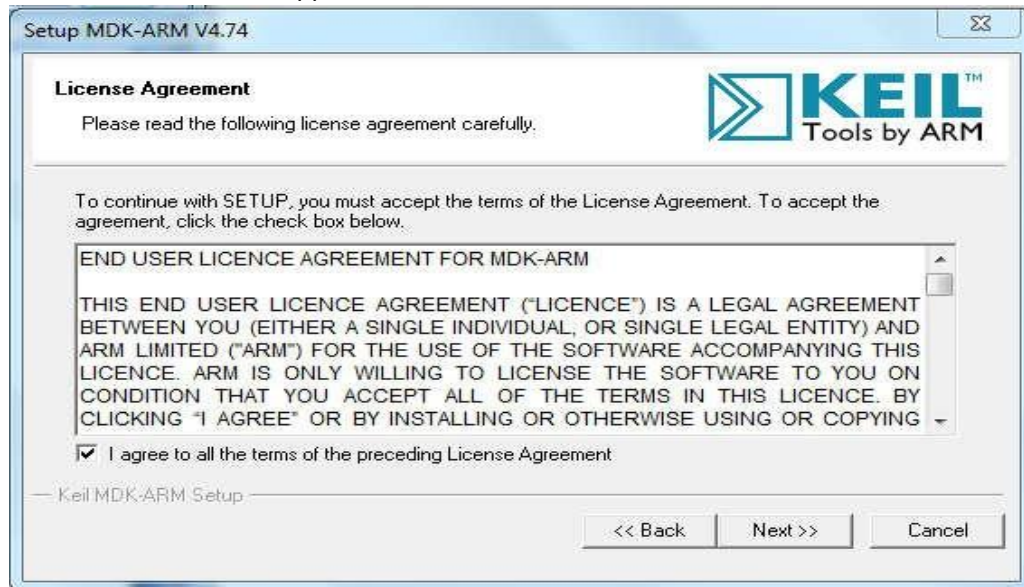 Setup MDK-ARM V4.74
License Agreement
Please read the following license agreement carefully.
KEIL™
Tools by ARM
To continue with SETUP, you must accept the terms of the License Agreement. To accept the
agreement, click the check box below.
END USER LICENCE AGREEMENT FOR MDK-ARM
THIS END USER LICENCE AGREEMENT ("LICENCE") IS A LEGAL AGREEMENT
BETWEEN YOU (EITHER A SINGLE INDIVIDUAL, OR SINGLE LEGAL ENTITY) AND
ARM LIMITED ("ARM") FOR THE USE OF THE SOFTWARE ACCOMPANYING THIS
LICENCE. ARM IS ONLY WILLING TO LICENSE THE SOFTWARE TO YOU ON
CONDITION THAT YOU ACCEPT ALL OF THE TERMS IN THIS LICENCE. BY
CLICKING “I AGREE” OR BY INSTALLING OR OTHERWISE USING OR COPYING
I agree to all the terms of the preceding License Agreement
Keil MDK-ARM Setup
<< Back Next >> Cancel